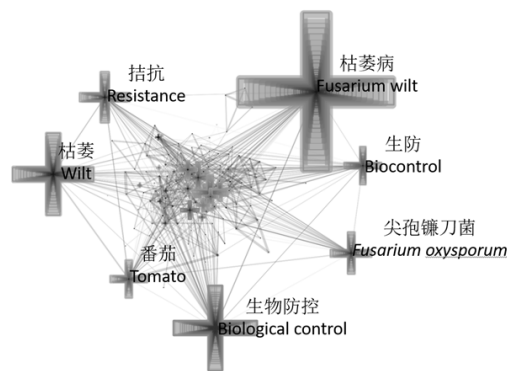 枯萎病
Fusarium wilt
拮抗
Resistance
生防
Biocontrol
枯萎
Wilt
尖孢镰刀菌
Fusarium oxysporum
番茄
Tomato
生物防控
Biological control